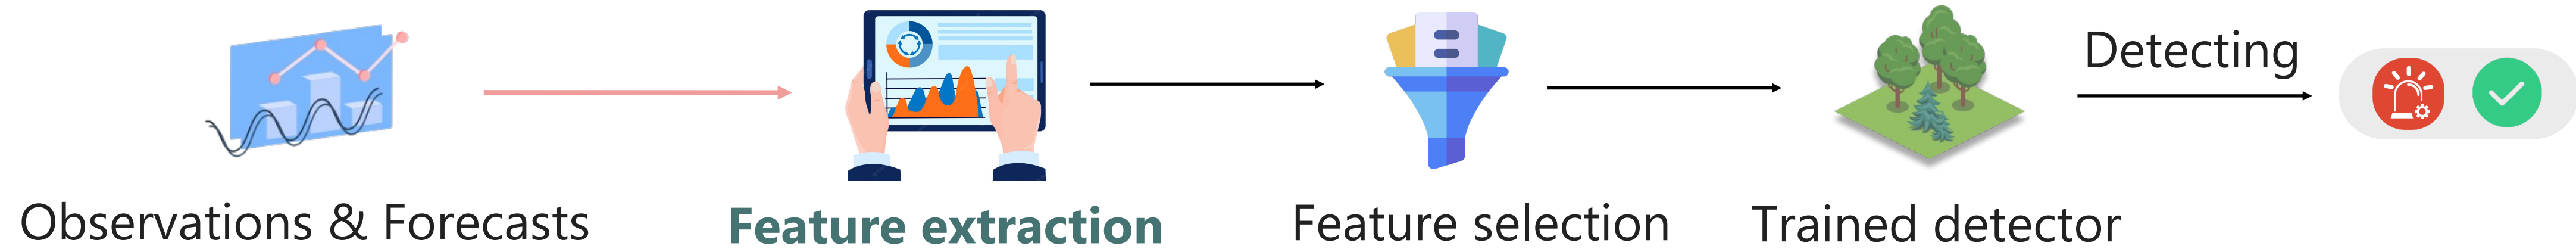 Detecting
Observations & Forecasts
Feature extraction
Feature selection
Trained detector